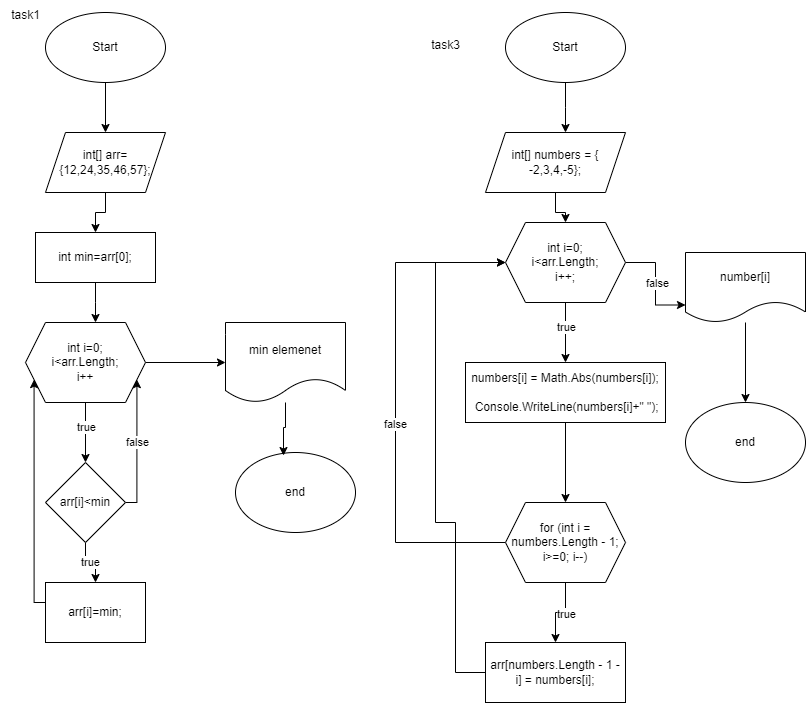 task1
Start
int[] arr=
{12,24,35,46,57};
int min=arr[0];
int i=0;
i<arr.Length;
i++
min elemenet
true
false
arr[i]<min
end
true
arr[i]=min;
task3
Start
int[] numbers = {
-2,3,4,-5};
int i=0;
i<arr.Length;
i++;
number[i]
false
true
numbers[i] = Math.Abs(numbers[i]);
Console.WriteLine(numbers[i]+" ");
false
end
for (int i =
numbers.Length - 1;
i>=0; i--)
true
arr[numbers.Length - 1 -
i] = numbers[i];